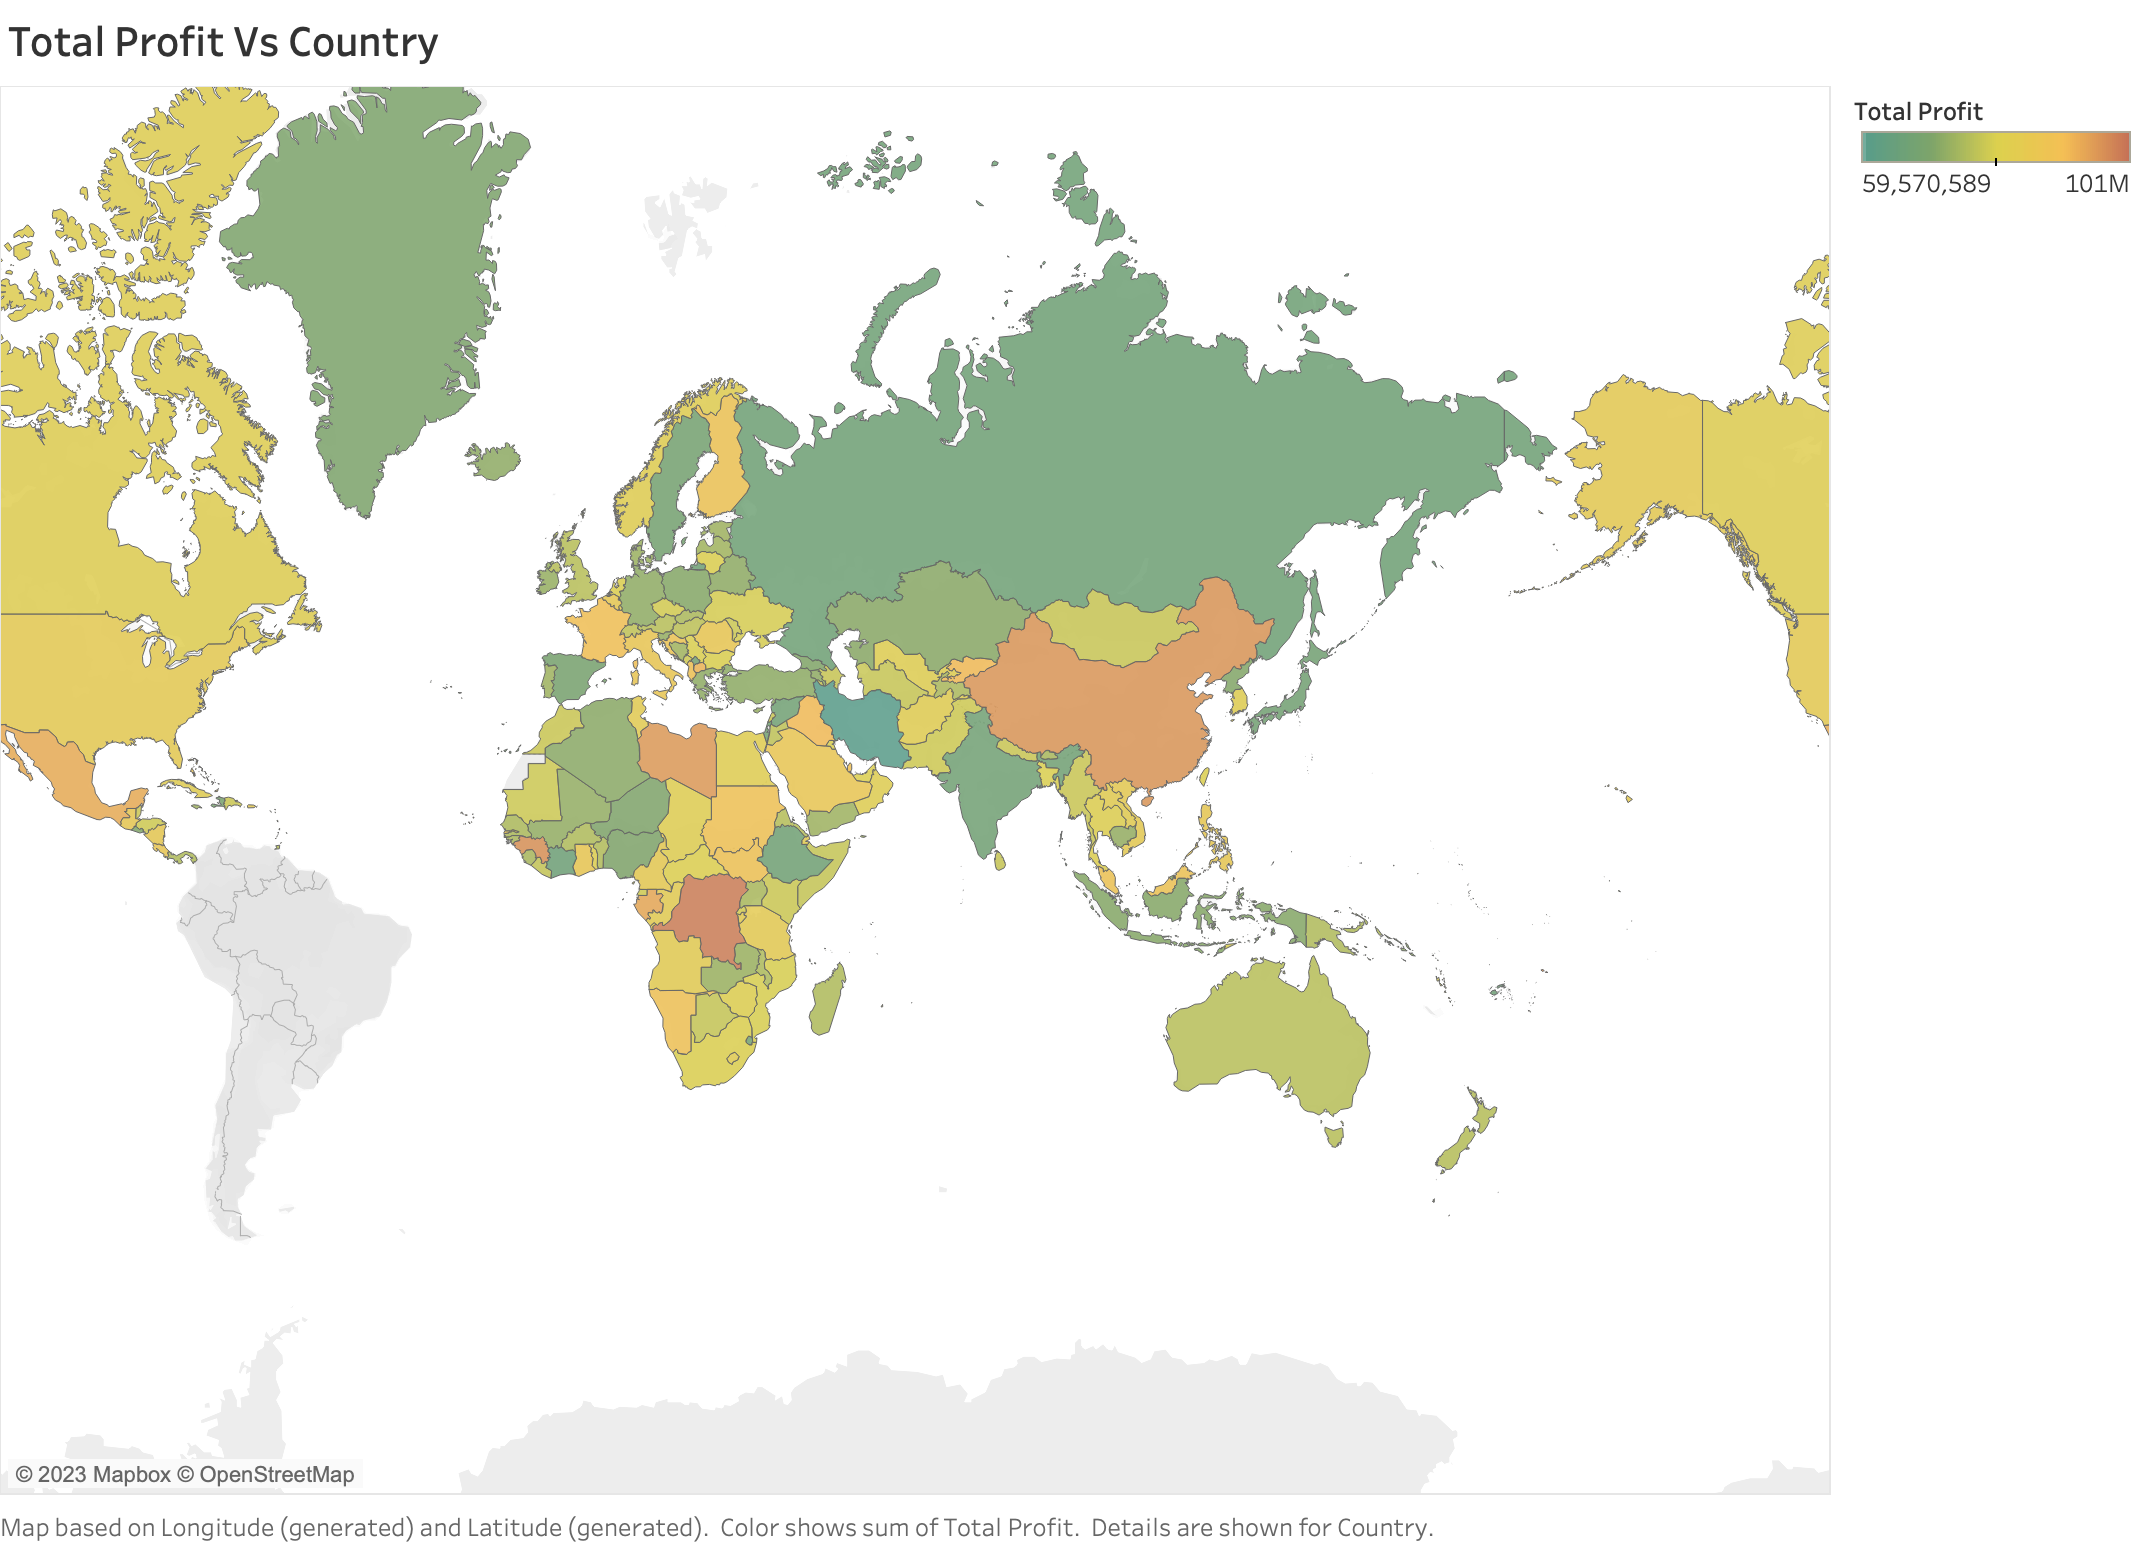 Total Profit Vs Country
Total Profit
59,570,589 101M
© 2023 Mapbox © OpenStreetMap
Map based on Longitude (generated) and Latitude (generated).  Color shows sum of Total Profit.  Details are shown for Country.